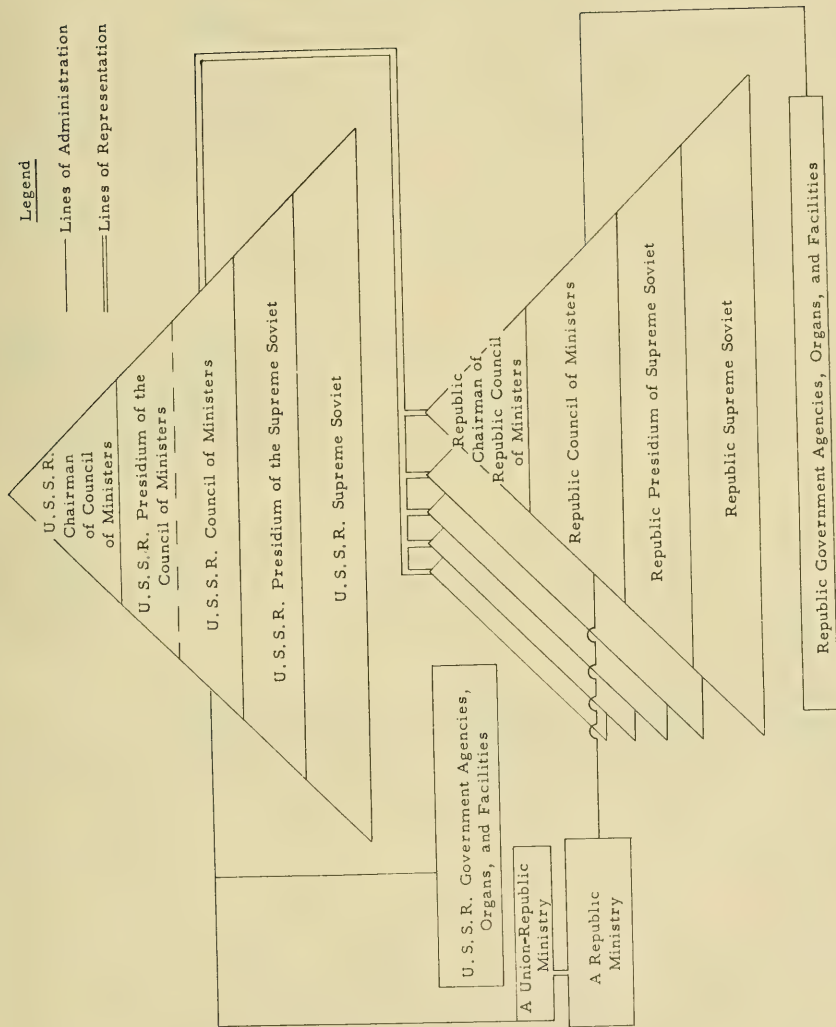 Legend
Lines of Administration
Lines of Representation
U.S.S.R.
Chairman
of Council
of Ministers
U.S.S.R. Presidium of the
Council of Ministers
U.S.S.R. Council of Ministers
U.S.S.R. Presidium of the Supreme Soviet
U.S.S.R. Supreme Soviet
U.S.S.R. Government Agencies,
Organs, and Facilities
A Union-Republic
Ministry
A Republic
Ministry
Republic
Chairman of
Republic Council
of Ministers
Republic Council of Ministers
Republic Presidium of Supreme Soviet
Republic Supreme Soviet
Republic Government Agencies, Organs, and Facilities